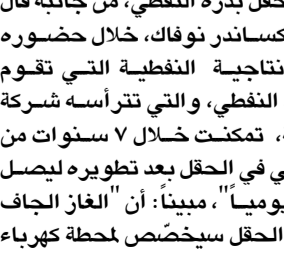 حقل بدرة النفطي، من جانبه قال
كساندر نوفاك، خلال حضوره
نتاجية النفطية التي تقوم
النفطي، والتي تترأسه شركة
، تمكنت خلال ٧ سنوات من
ي في الحقل بعد تطويره ليصل
يومياً"، مبيناً: أن "الغاز الجاف
الحقل سيخصّص لمحطة كهرباء